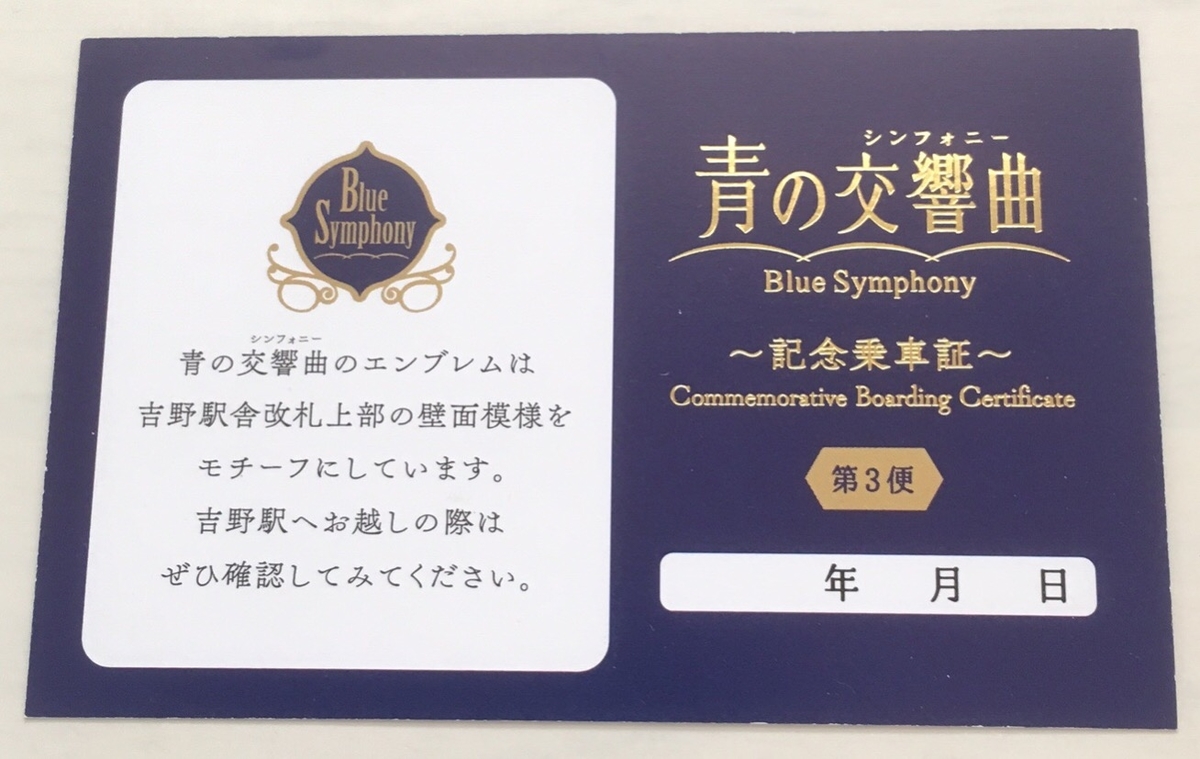 Blue
Symphony
シンフォニー
青の交響曲のエンブレムは
吉野駅舎改札上部の壁面模様を
モチーフにしています。
吉野駅へお越しの際は
ぜひ確認してみてください。
シンフォニー
青の交響曲
Blue Symphony
～記念乗車証～
Commemorative Boarding Certificate
第3便
年 月 日